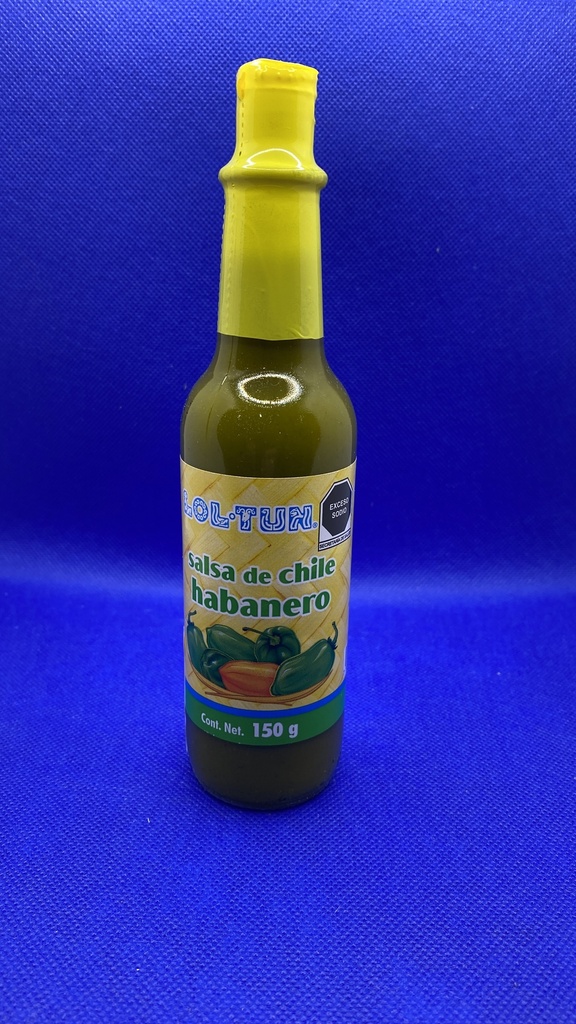 LOL·TUN®
EXCESO
SODIO
salsa de chile
habanero
Cont. Net. 150 g